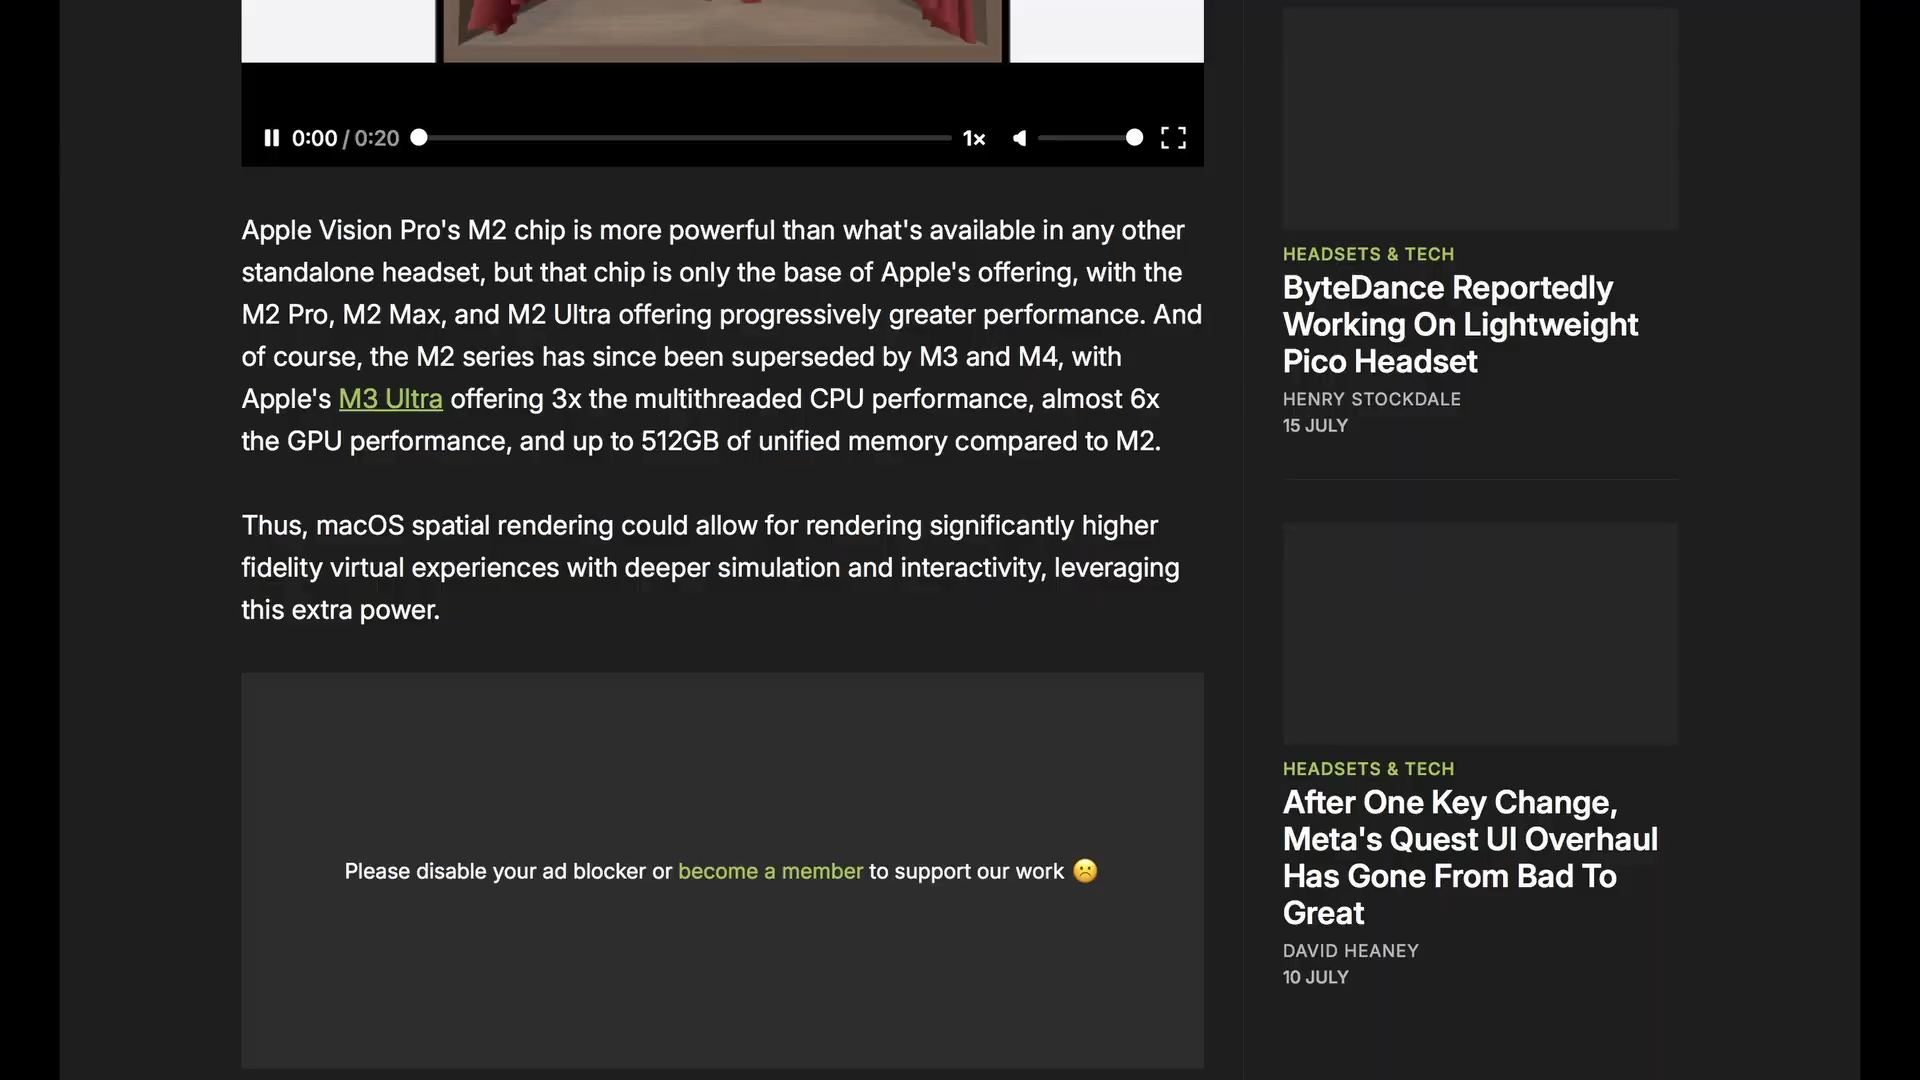 0:00 / 0:20
1x
Apple Vision Pro's M2 chip is more powerful than what's available in any other
standalone headset, but that chip is only the base of Apple's offering, with the
M2 Pro, M2 Max, and M2 Ultra offering progressively greater performance. And
of course, the M2 series has since been superseded by M3 and M4, with
Apple's M3 Ultra offering 3x the multithreaded CPU performance, almost 6x
the GPU performance, and up to 512GB of unified memory compared to M2.
Thus, macOS spatial rendering could allow for rendering significantly higher
fidelity virtual experiences with deeper simulation and interactivity, leveraging
this extra power.
Please disable your ad blocker or become a member to support our work ☹️
HEADSETS & TECH
ByteDance Reportedly
Working On Lightweight
Pico Headset
HENRY STOCKDALE
15 JULY
HEADSETS & TECH
After One Key Change,
Meta's Quest UI Overhaul
Has Gone From Bad To
Great
DAVID HEANEY
10 JULY